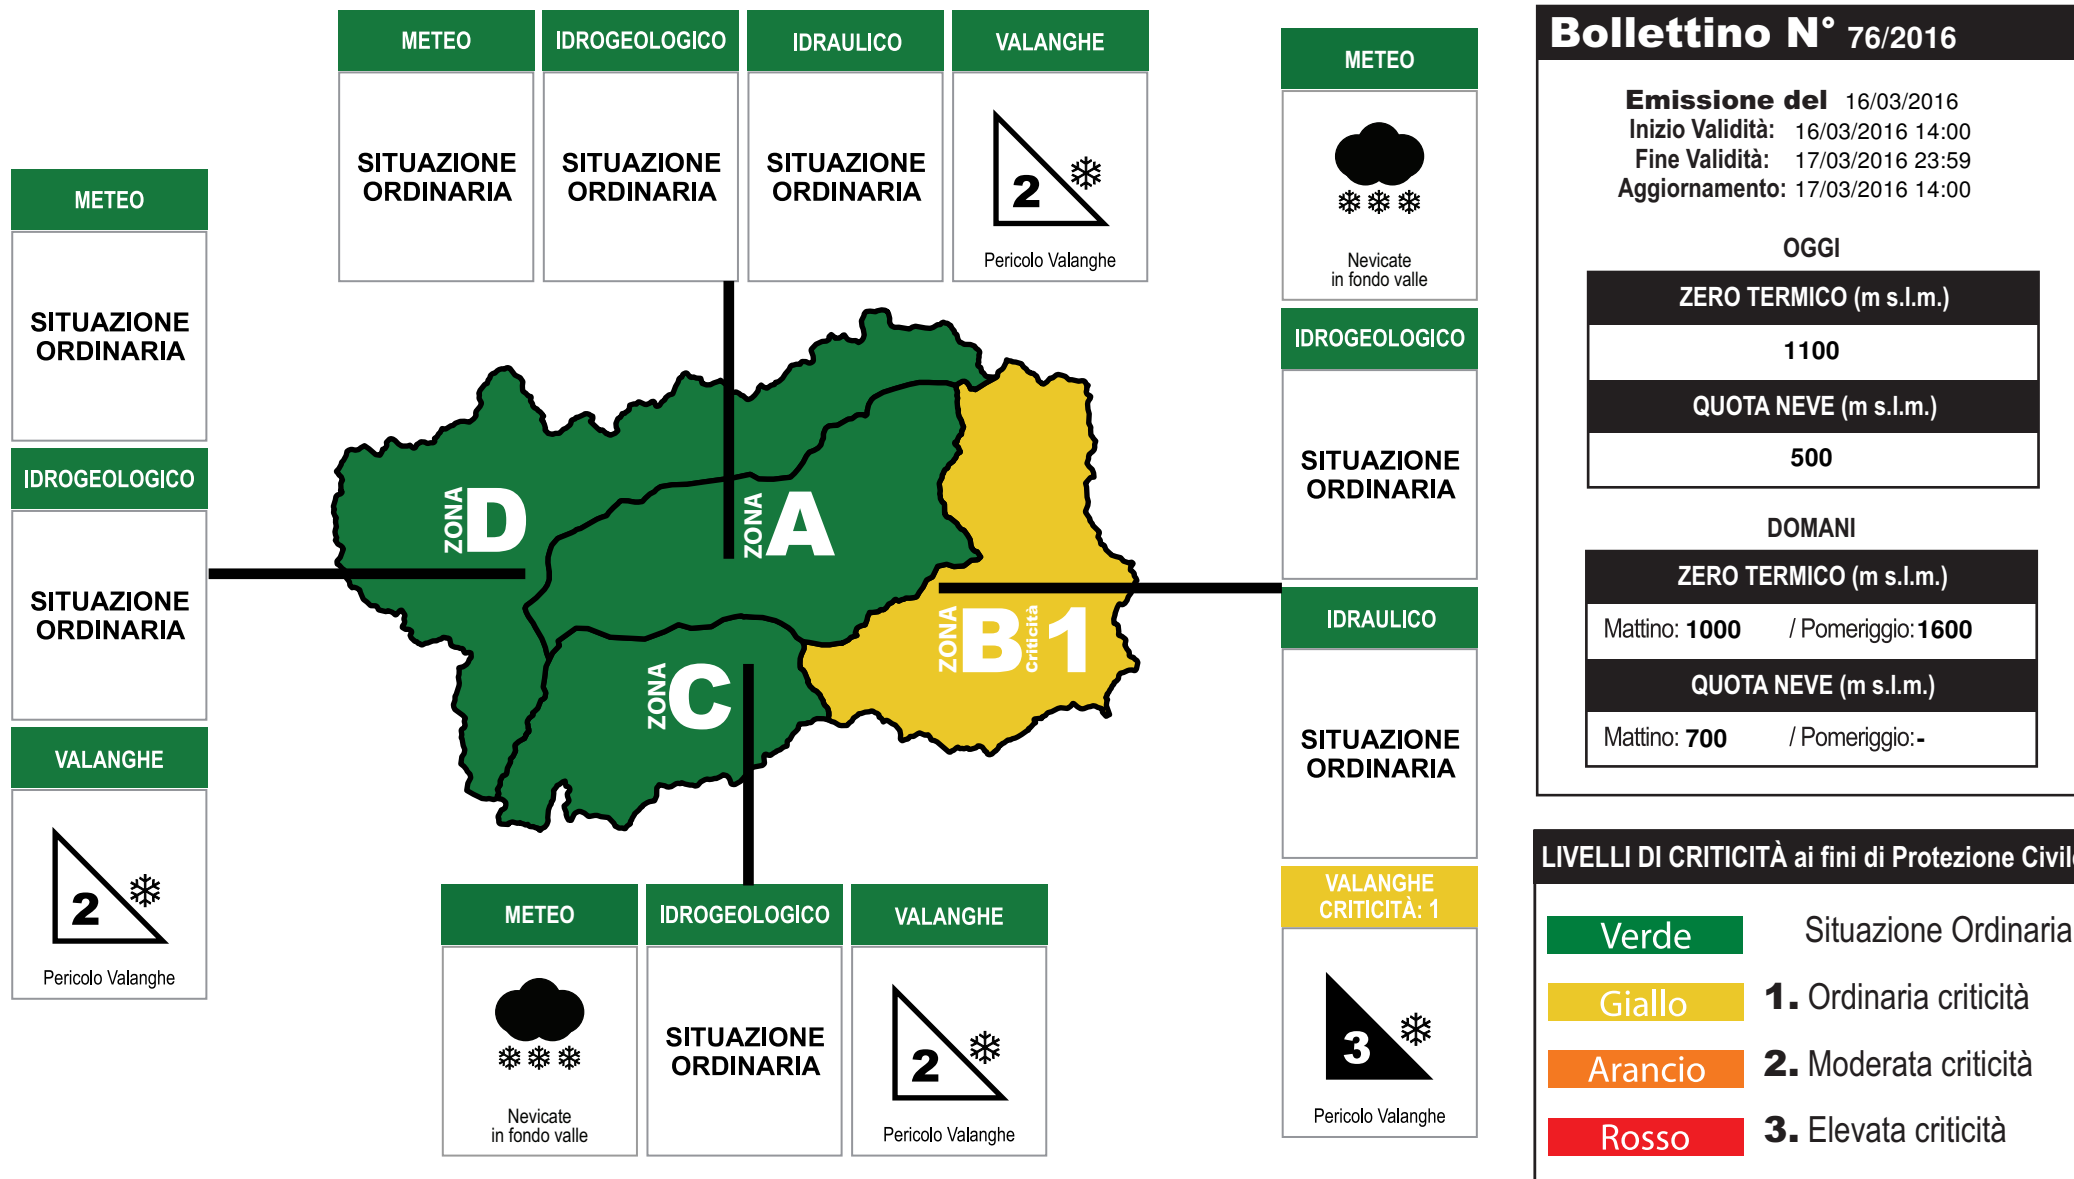 METEO
SITUAZIONE
ORDINARIA
IDROGEOLOGICO
SITUAZIONE
ORDINARIA
IDRAULICO
SITUAZIONE
ORDINARIA
VALANGHE
2
Pericolo Valanghe
METEO
SITUAZIONE
ORDINARIA
IDROGEOLOGICO
SITUAZIONE
ORDINARIA
VALANGHE
2
Pericolo Valanghe
ZONA D
ZONA A
ZONA B Criticità 1
ZONA C
METEO
Nevicate
in fondo valle
IDROGEOLOGICO
SITUAZIONE
ORDINARIA
VALANGHE
2
Pericolo Valanghe
METEO
Nevicate
in fondo valle
IDROGEOLOGICO
SITUAZIONE
ORDINARIA
IDRAULICO
SITUAZIONE
ORDINARIA
VALANGHE
CRITICITÀ: 1
3
Pericolo Valanghe
Bollettino N° 76/2016
Emissione del 16/03/2016
Inizio Validità: 16/03/2016 14:00
Fine Validità: 17/03/2016 23:59
Aggiornamento: 17/03/2016 14:00
OGGI
ZERO TERMICO (m s.l.m.)
1100
QUOTA NEVE (m s.l.m.)
500
DOMANI
ZERO TERMICO (m s.l.m.)
Mattino: 1000 / Pomeriggio: 1600
QUOTA NEVE (m s.l.m.)
Mattino: 700 / Pomeriggio: -
LIVELLI DI CRITICITÀ ai fini di Protezione Civile
Verde Situazione Ordinaria
Giallo 1. Ordinaria criticità
Arancio 2. Moderata criticità
Rosso 3. Elevata criticità